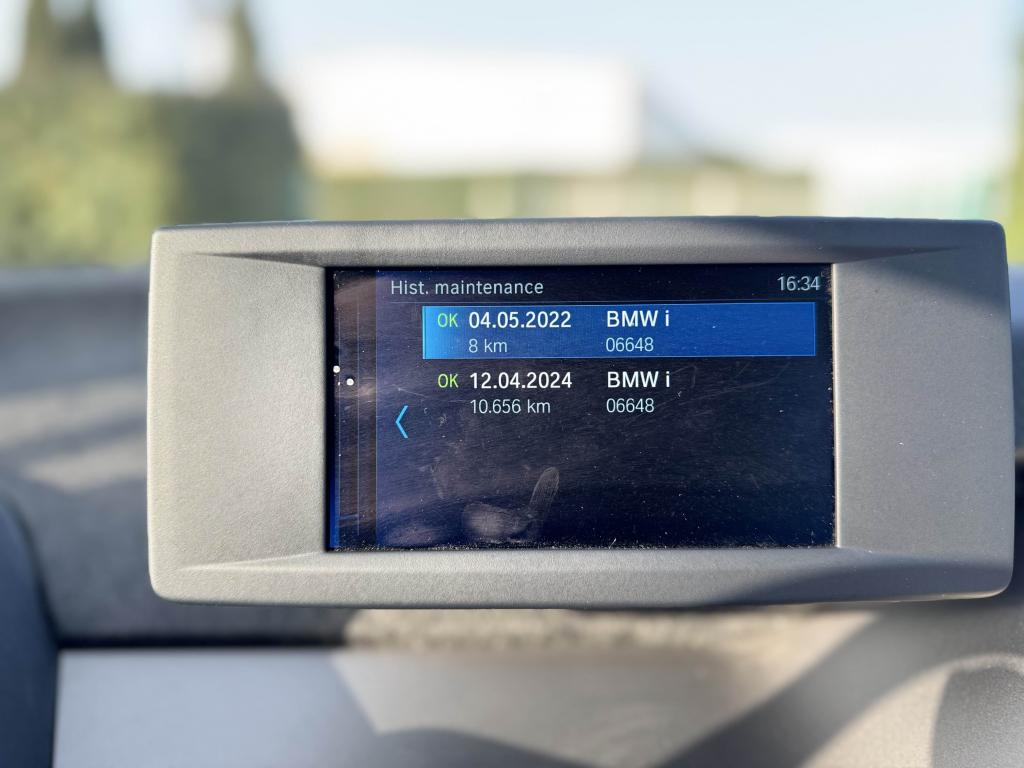 Hist. maintenance 16:34
OK 04.05.2022 BMW i
8 km 06648
OK 12.04.2024 BMW i
10.656 km 06648